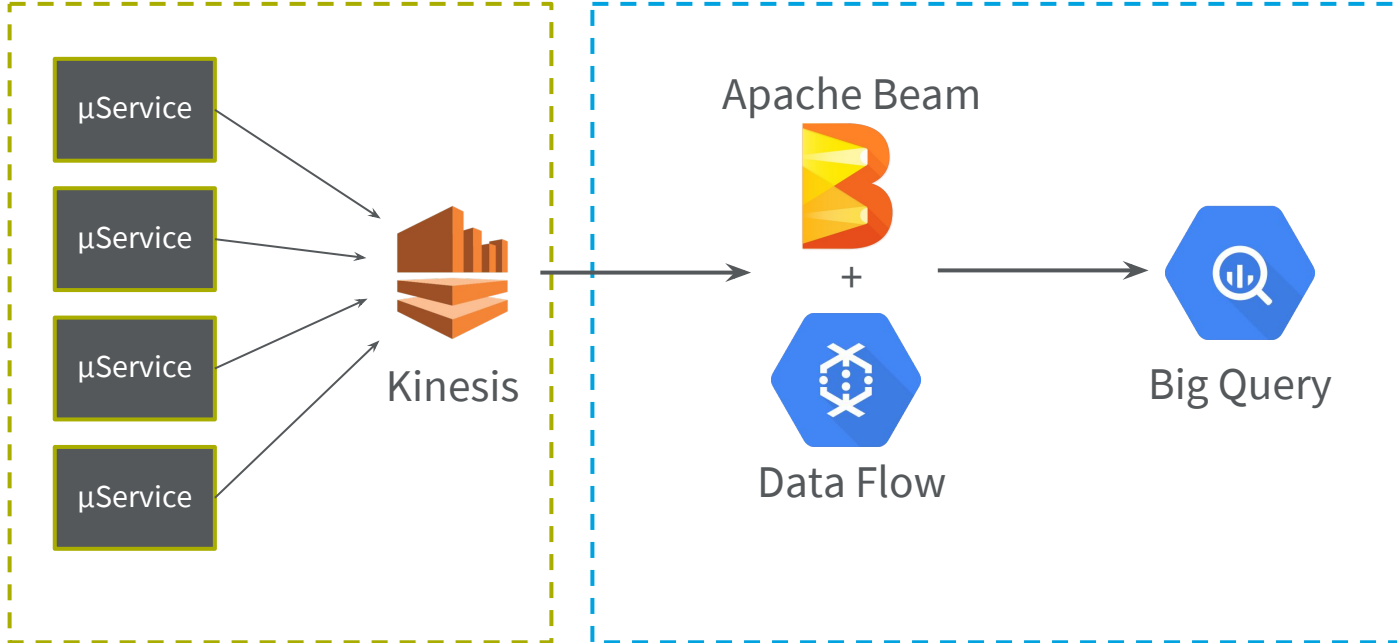 µService
µService
µService
µService
Kinesis
Apache Beam
+
Data Flow
Big Query